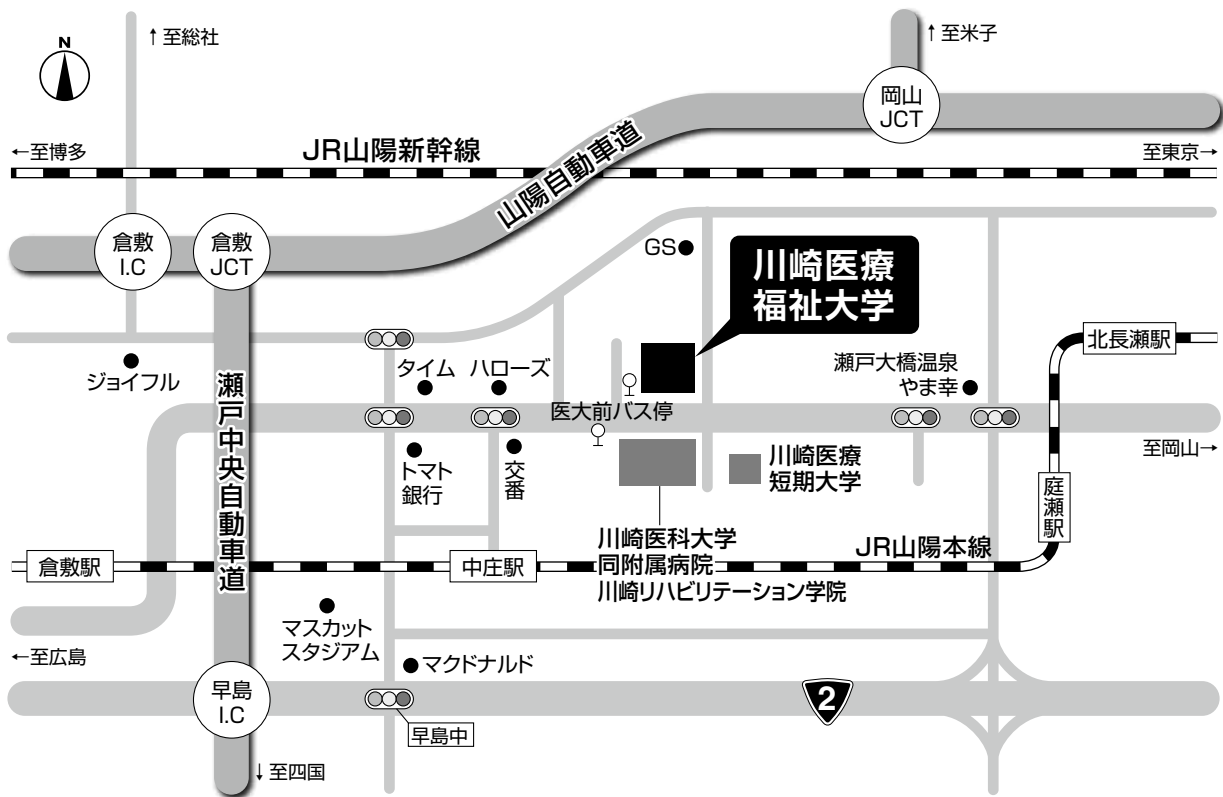 N
↑至総社
↑至米子
岡山
JCT
←至博多
JR山陽新幹線
至東京→
山陽自動車道
倉敷
I.C
倉敷
JCT
GS
川崎医療
福祉大学
北長瀬駅
ジョイフル
タイム
ハローズ
瀬戸大橋温泉
やま幸
医大前バス停
瀬戸中央自動車道
至岡山→
トマト
銀行
交番
川崎医療
短期大学
庭瀬駅
川崎医科大学
同附属病院
川崎リハビリテーション学院
JR山陽本線
倉敷駅
中庄駅
マスカット
スタジアム
←至広島
マクドナルド
早島
I.C
2
早島中
↓至四国